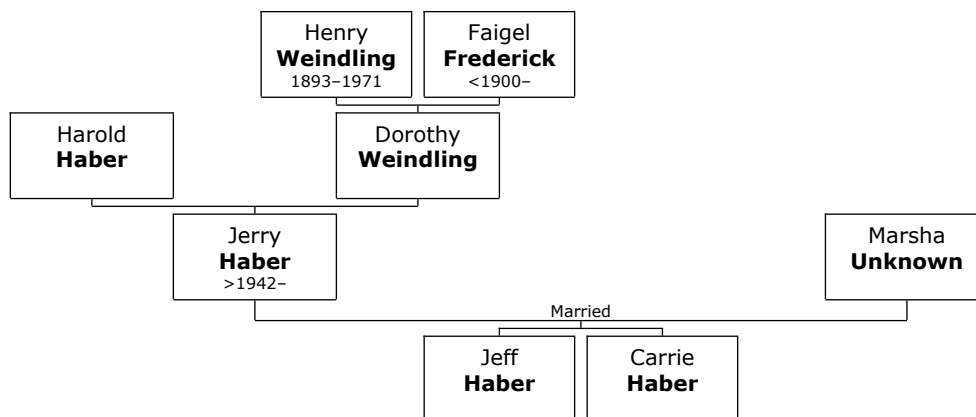 Henry
Weindling
1893–1971
Faigel
Frederick
<1900–
Harold
Haber
Dorothy
Weindling
Jerry
Haber
>1942–
Marsha
Unknown
Married
Jeff
Haber
Carrie
Haber